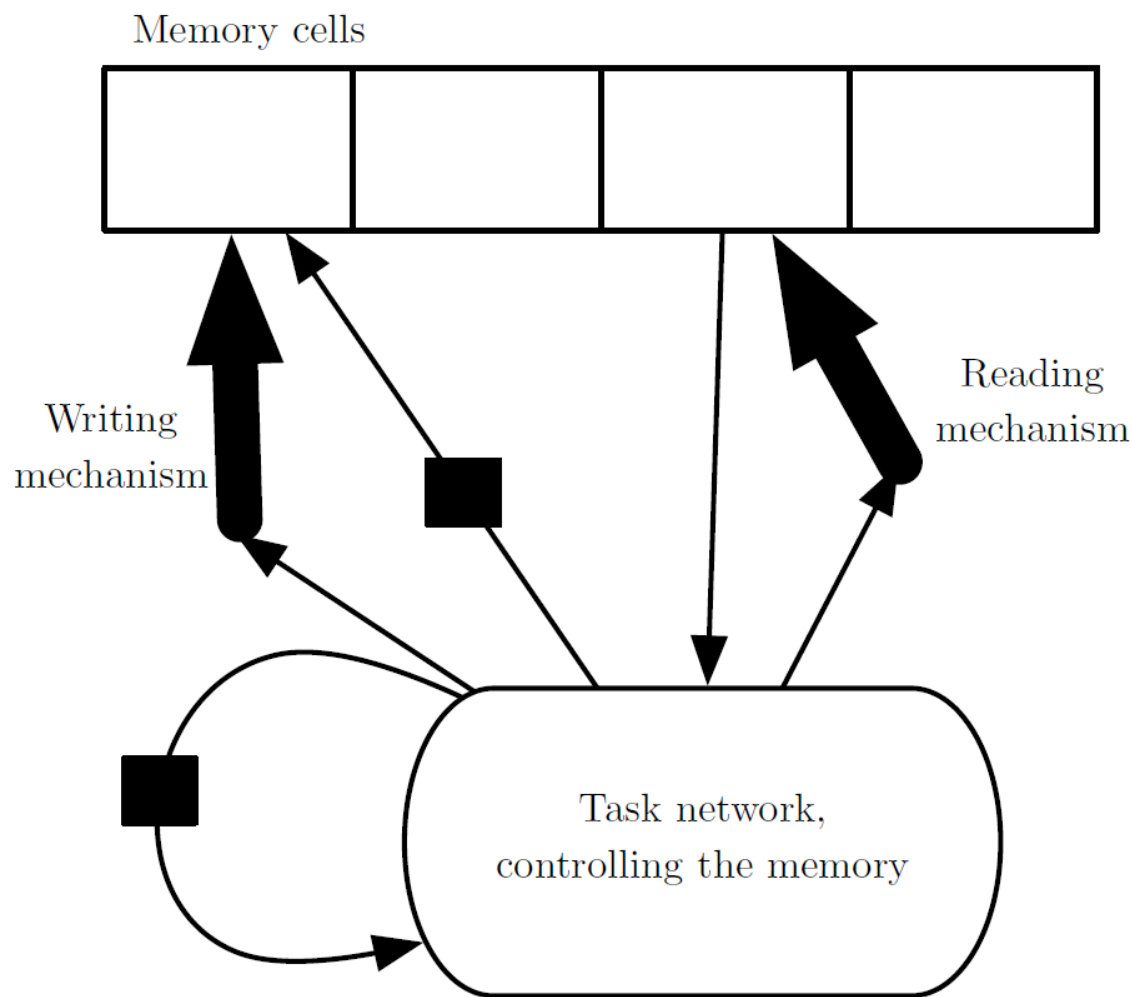 Memory cells
Writing
mechanism
Reading
mechanism
Task network,
controlling the memory